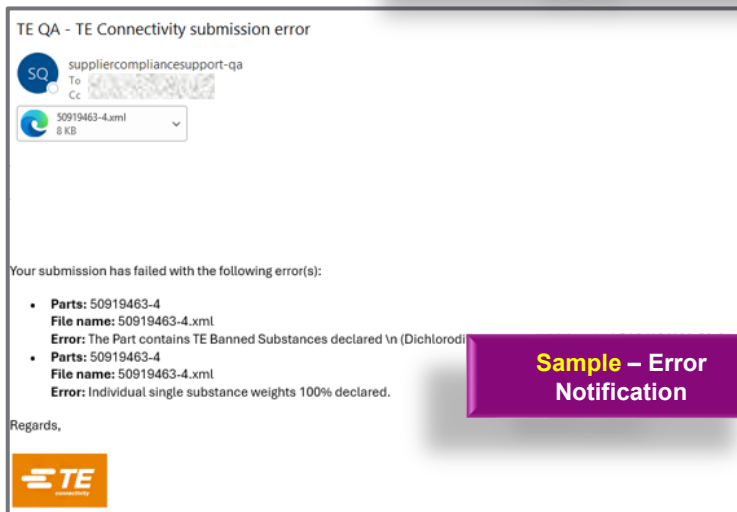 TE QA - TE Connectivity submission error
SQ
suppliercompliancesupport-qa
To
Cc
50919463-4.xml
8 KB
Your submission has failed with the following error(s):
• Parts: 50919463-4
File name: 50919463-4.xml
Error: The Part contains TE Banned Substances declared \n (Dichlorodi
• Parts: 50919463-4
File name: 50919463-4.xml
Error: Individual single substance weights 100% declared.
Sample – Error
Notification
Regards,
TE
connectivity